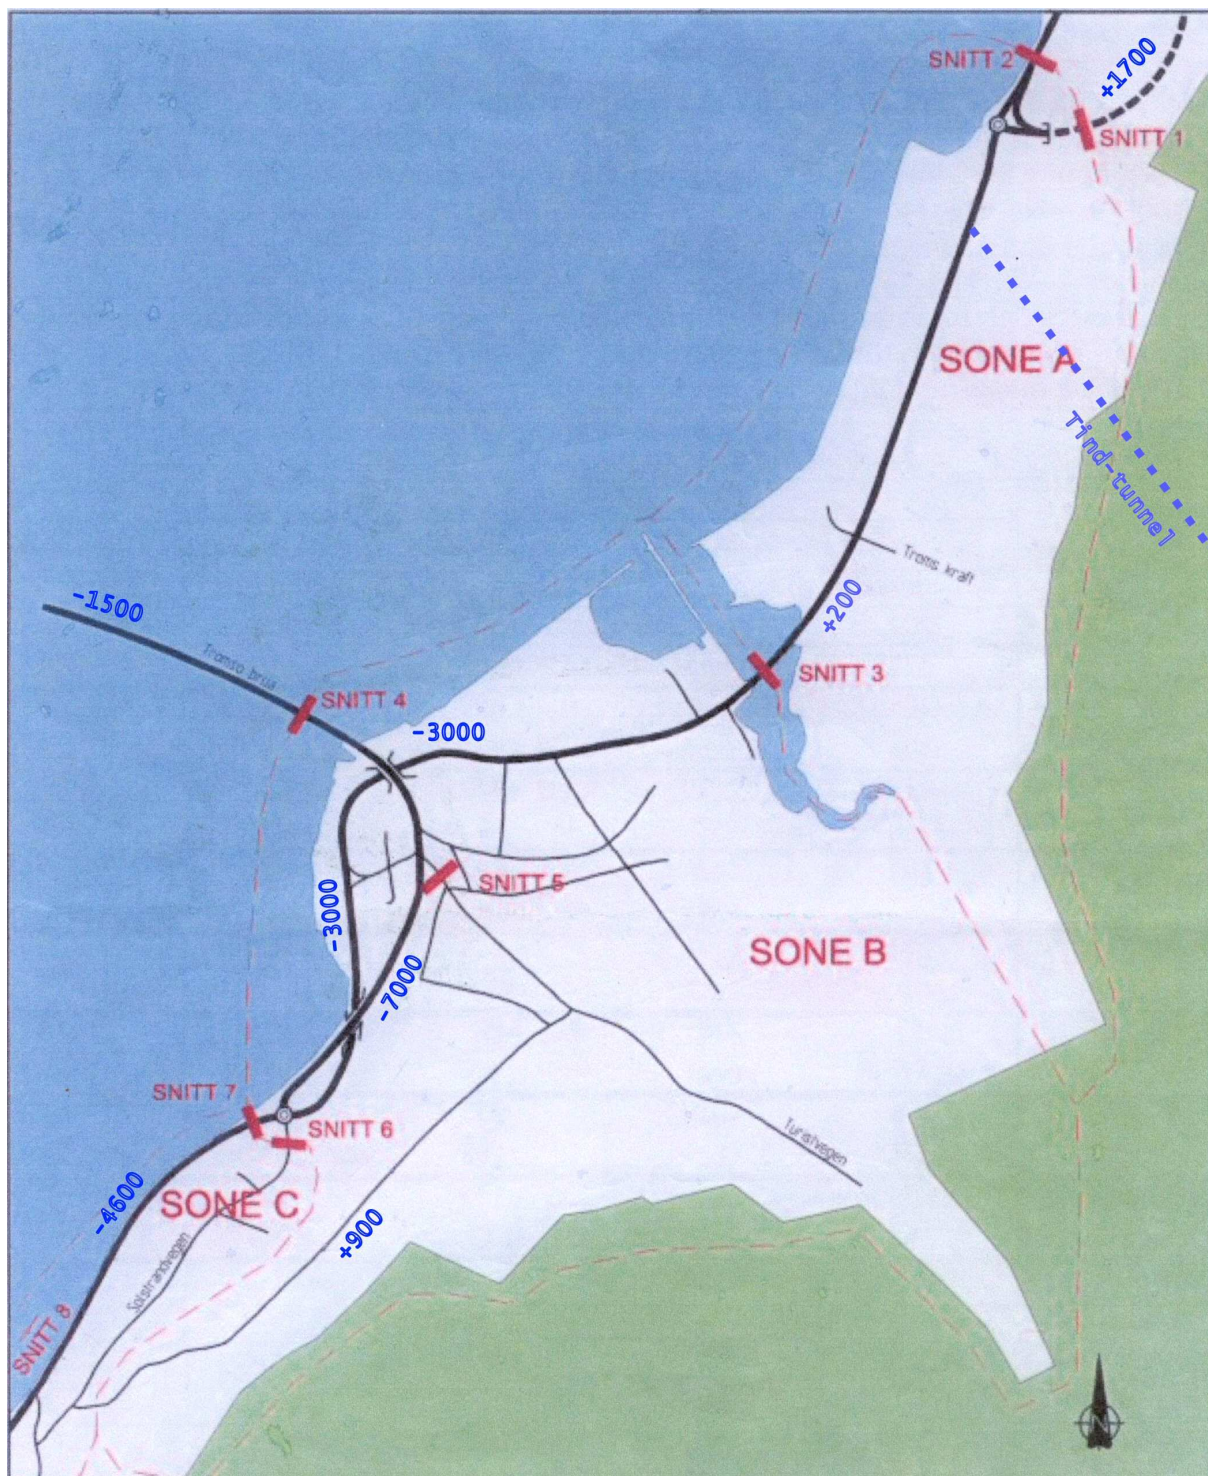 SNITT 2
+1700
SNITT 1
SONE A
Tind-tunnel
Troms kraft
-1500
+200
Tromsø brua
SNITT 3
SNITT 4
-3000
SNITT 5
-3000
SONE B
-7000
SNITT 7
SNITT 6
Turistvegen
-4600
SONE C
+900
Solstrandvegen
SNITT 8
N